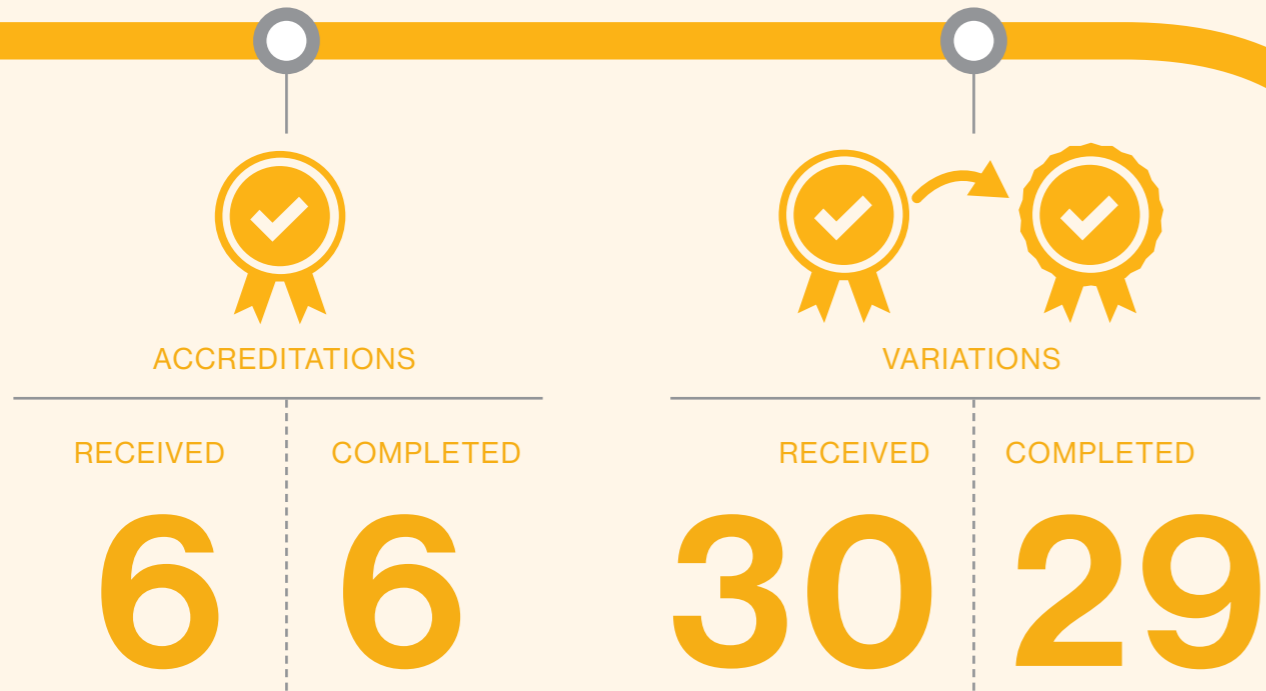 ACCREDITATIONS
RECEIVED
COMPLETED
6
6
VARIATIONS
RECEIVED
COMPLETED
30
29